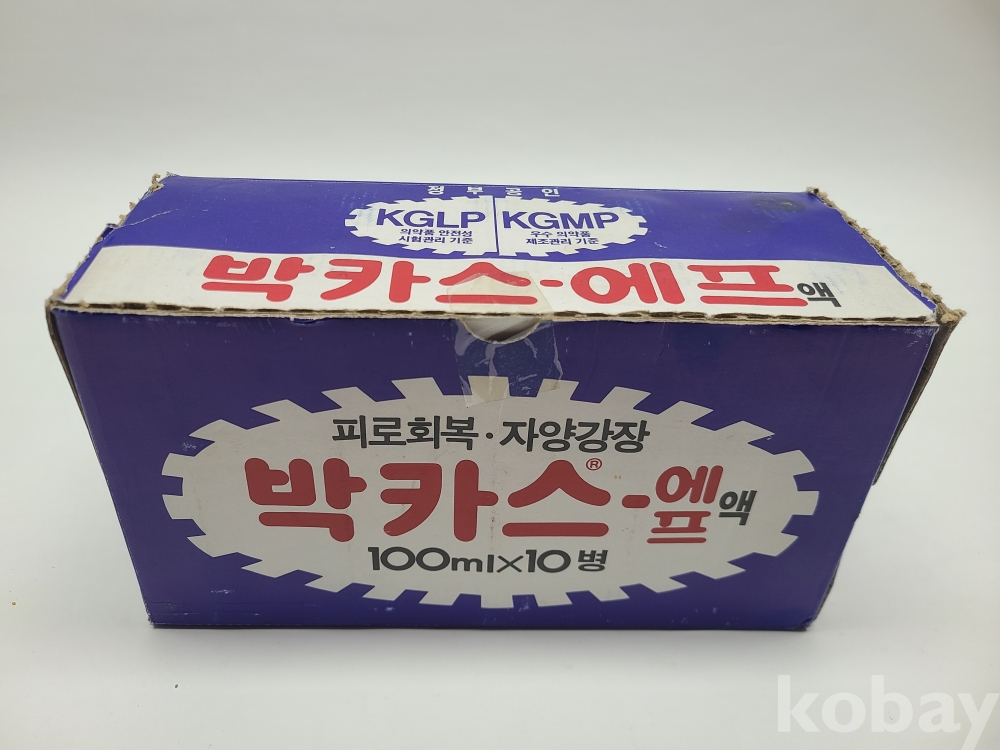 정부공인
KGLP KGMP
의약품 안전성 우수 의약품
시험관리 기준 제조관리 기준
박카스·에프액
피로회복·자양강장
박카스®-에프액
100ml×10병
kobay